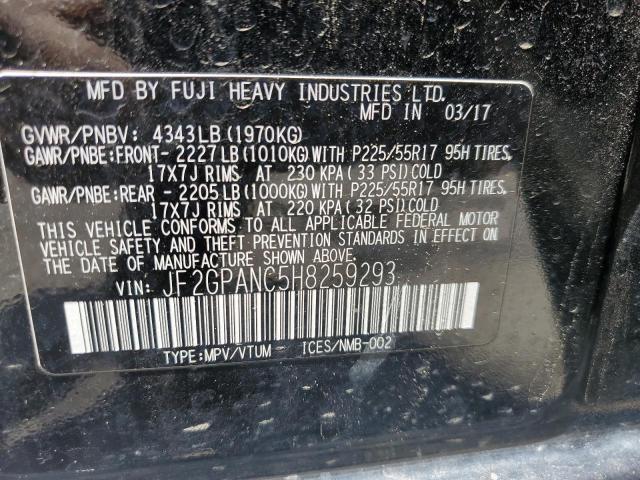 MFD BY FUJI HEAVY INDUSTRIES LTD.
MFD IN 03/17
GVWR/PNBV: 4343LB(1970KG)
GAWR/PNBE:FRONT- 2227LB(1010KG)WITH P225/55R17 95H TIRES,
17X7J RIMS AT 230 KPA(33 PSI)COLD
GAWR/PNBE:REAR - 2205LB(1000KG)WITH P225/55R17 95H TIRES,
17X7J RIMS AT 220 KPA(32 PSI)COLD
THIS VEHICLE CONFORMS TO ALL APPLICABLE FEDERAL MOTOR
VEHICLE SAFETY AND THEFT PREVENTION STANDARDS IN EFFECT
ON THE DATE OF MANUFACTURE SHOWN ABOVE.
VIN: JF2GPANC5H8259293
TYPE:MPV/VTUM ICES/NMB-002